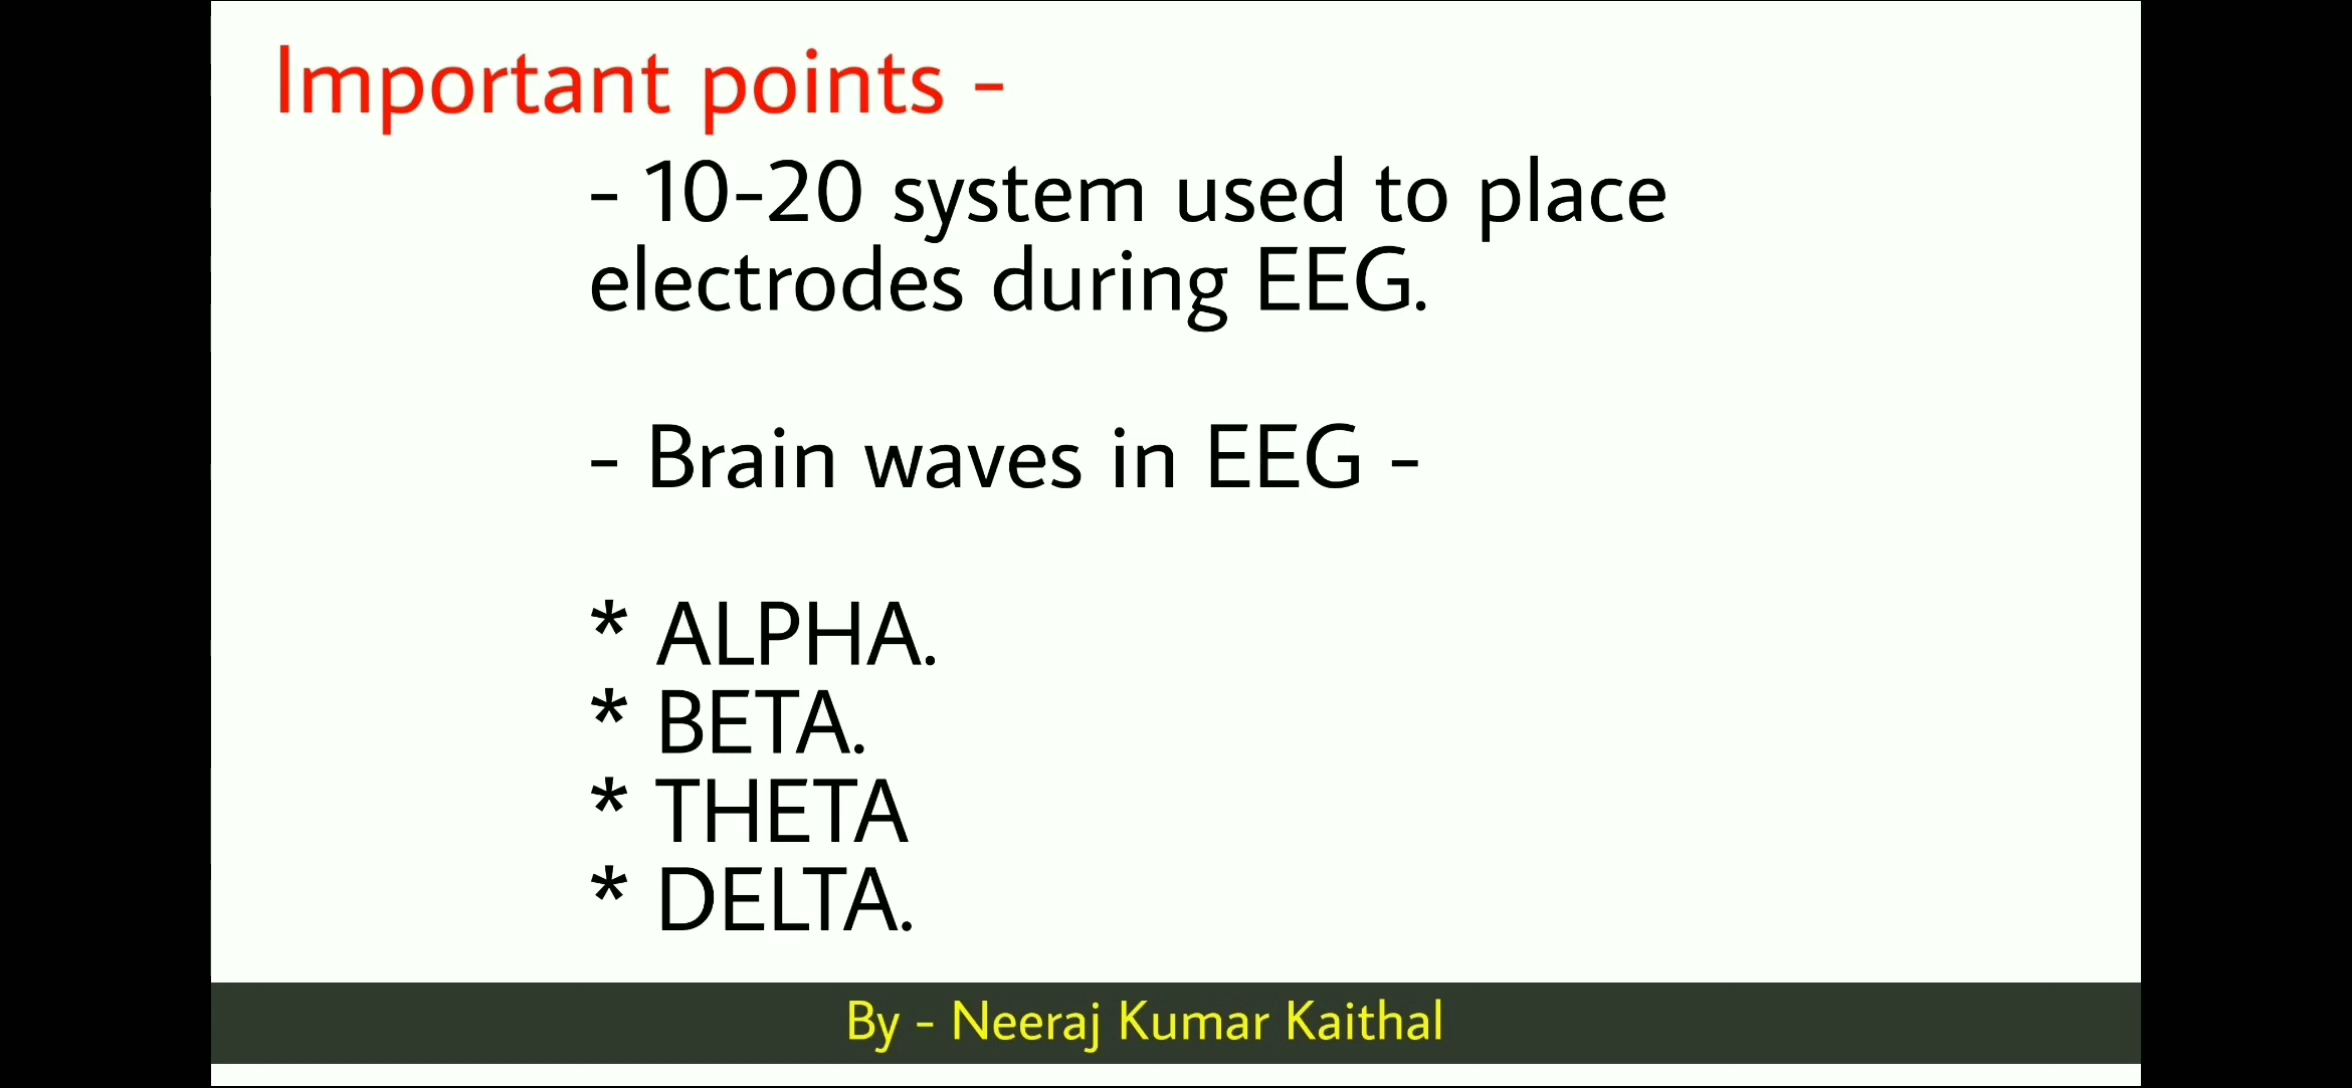 Important points -
- 10-20 system used to place
electrodes during EEG.
- Brain waves in EEG -
* ALPHA.
* BETA.
* THETA
* DELTA.
By - Neeraj Kumar Kaithal